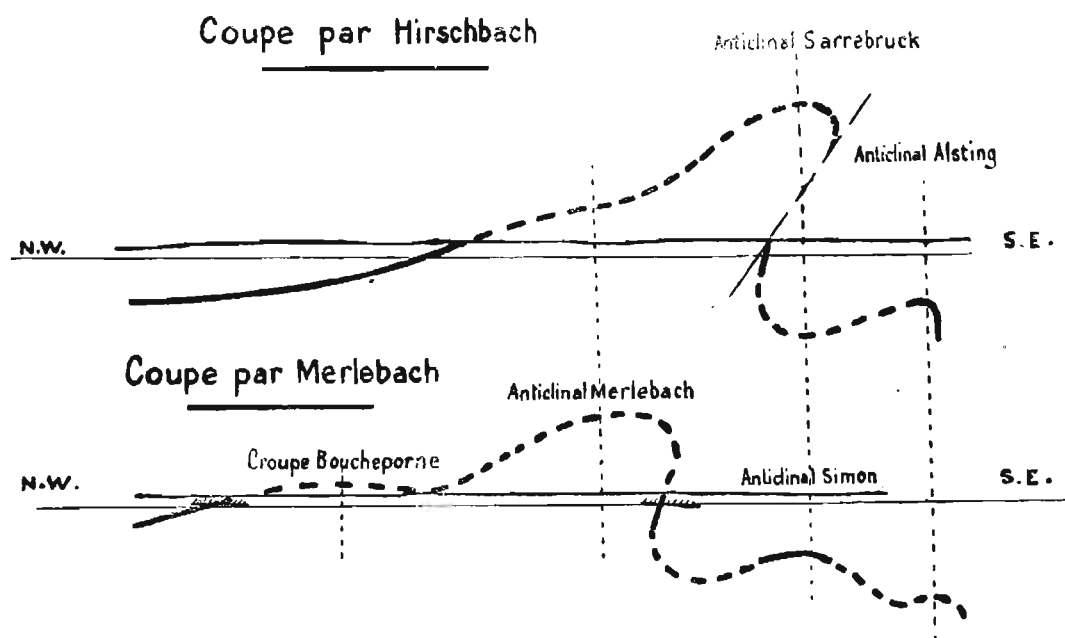 Coupe par Hirschbach
Anticlinal Sarrebruck
Anticlinal Alsting
N.W.
S.E.
Coupe par Merlebach
Anticlinal Merlebach
Croupe Boucheporne
N.W.
Anticlinal Simon
S.E.